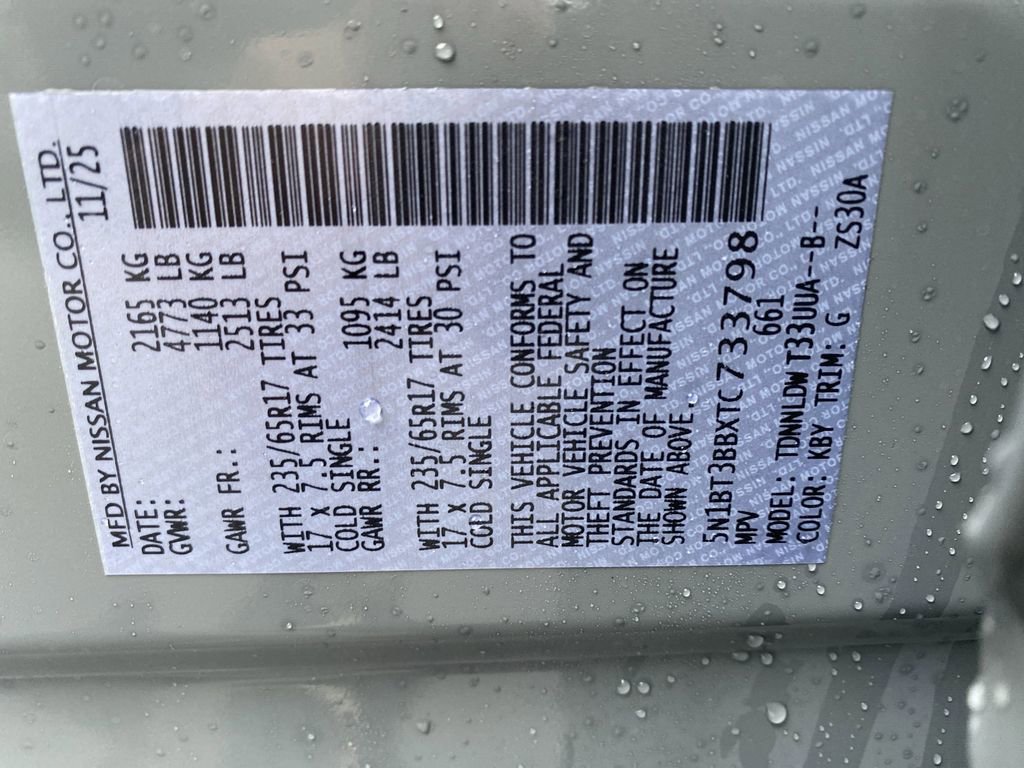 MFD BY NISSAN MOTOR CO., LTD.
DATE: 11/25
GVWR: 2165 KG
4773 LB
GAWR FR.: 1140 KG
2513 LB
WITH 235/65R17 TIRES
17 x 7.5 RIMS AT 33 PSI
COLD SINGLE
GAWR RR.: 1095 KG
2414 LB
WITH 235/65R17 TIRES
17 x 7.5 RIMS AT 30 PSI
COLD SINGLE
THIS VEHICLE CONFORMS TO
ALL APPLICABLE FEDERAL
MOTOR VEHICLE SAFETY AND
THEFT PREVENTION
STANDARDS IN EFFECT ON
THE DATE OF MANUFACTURE
SHOWN ABOVE.
5N1BT3BBXTC733798
MPV 661
MODEL: TDNNLDW T33UUA--B--
COLOR: KBY TRIM: G ZS30A